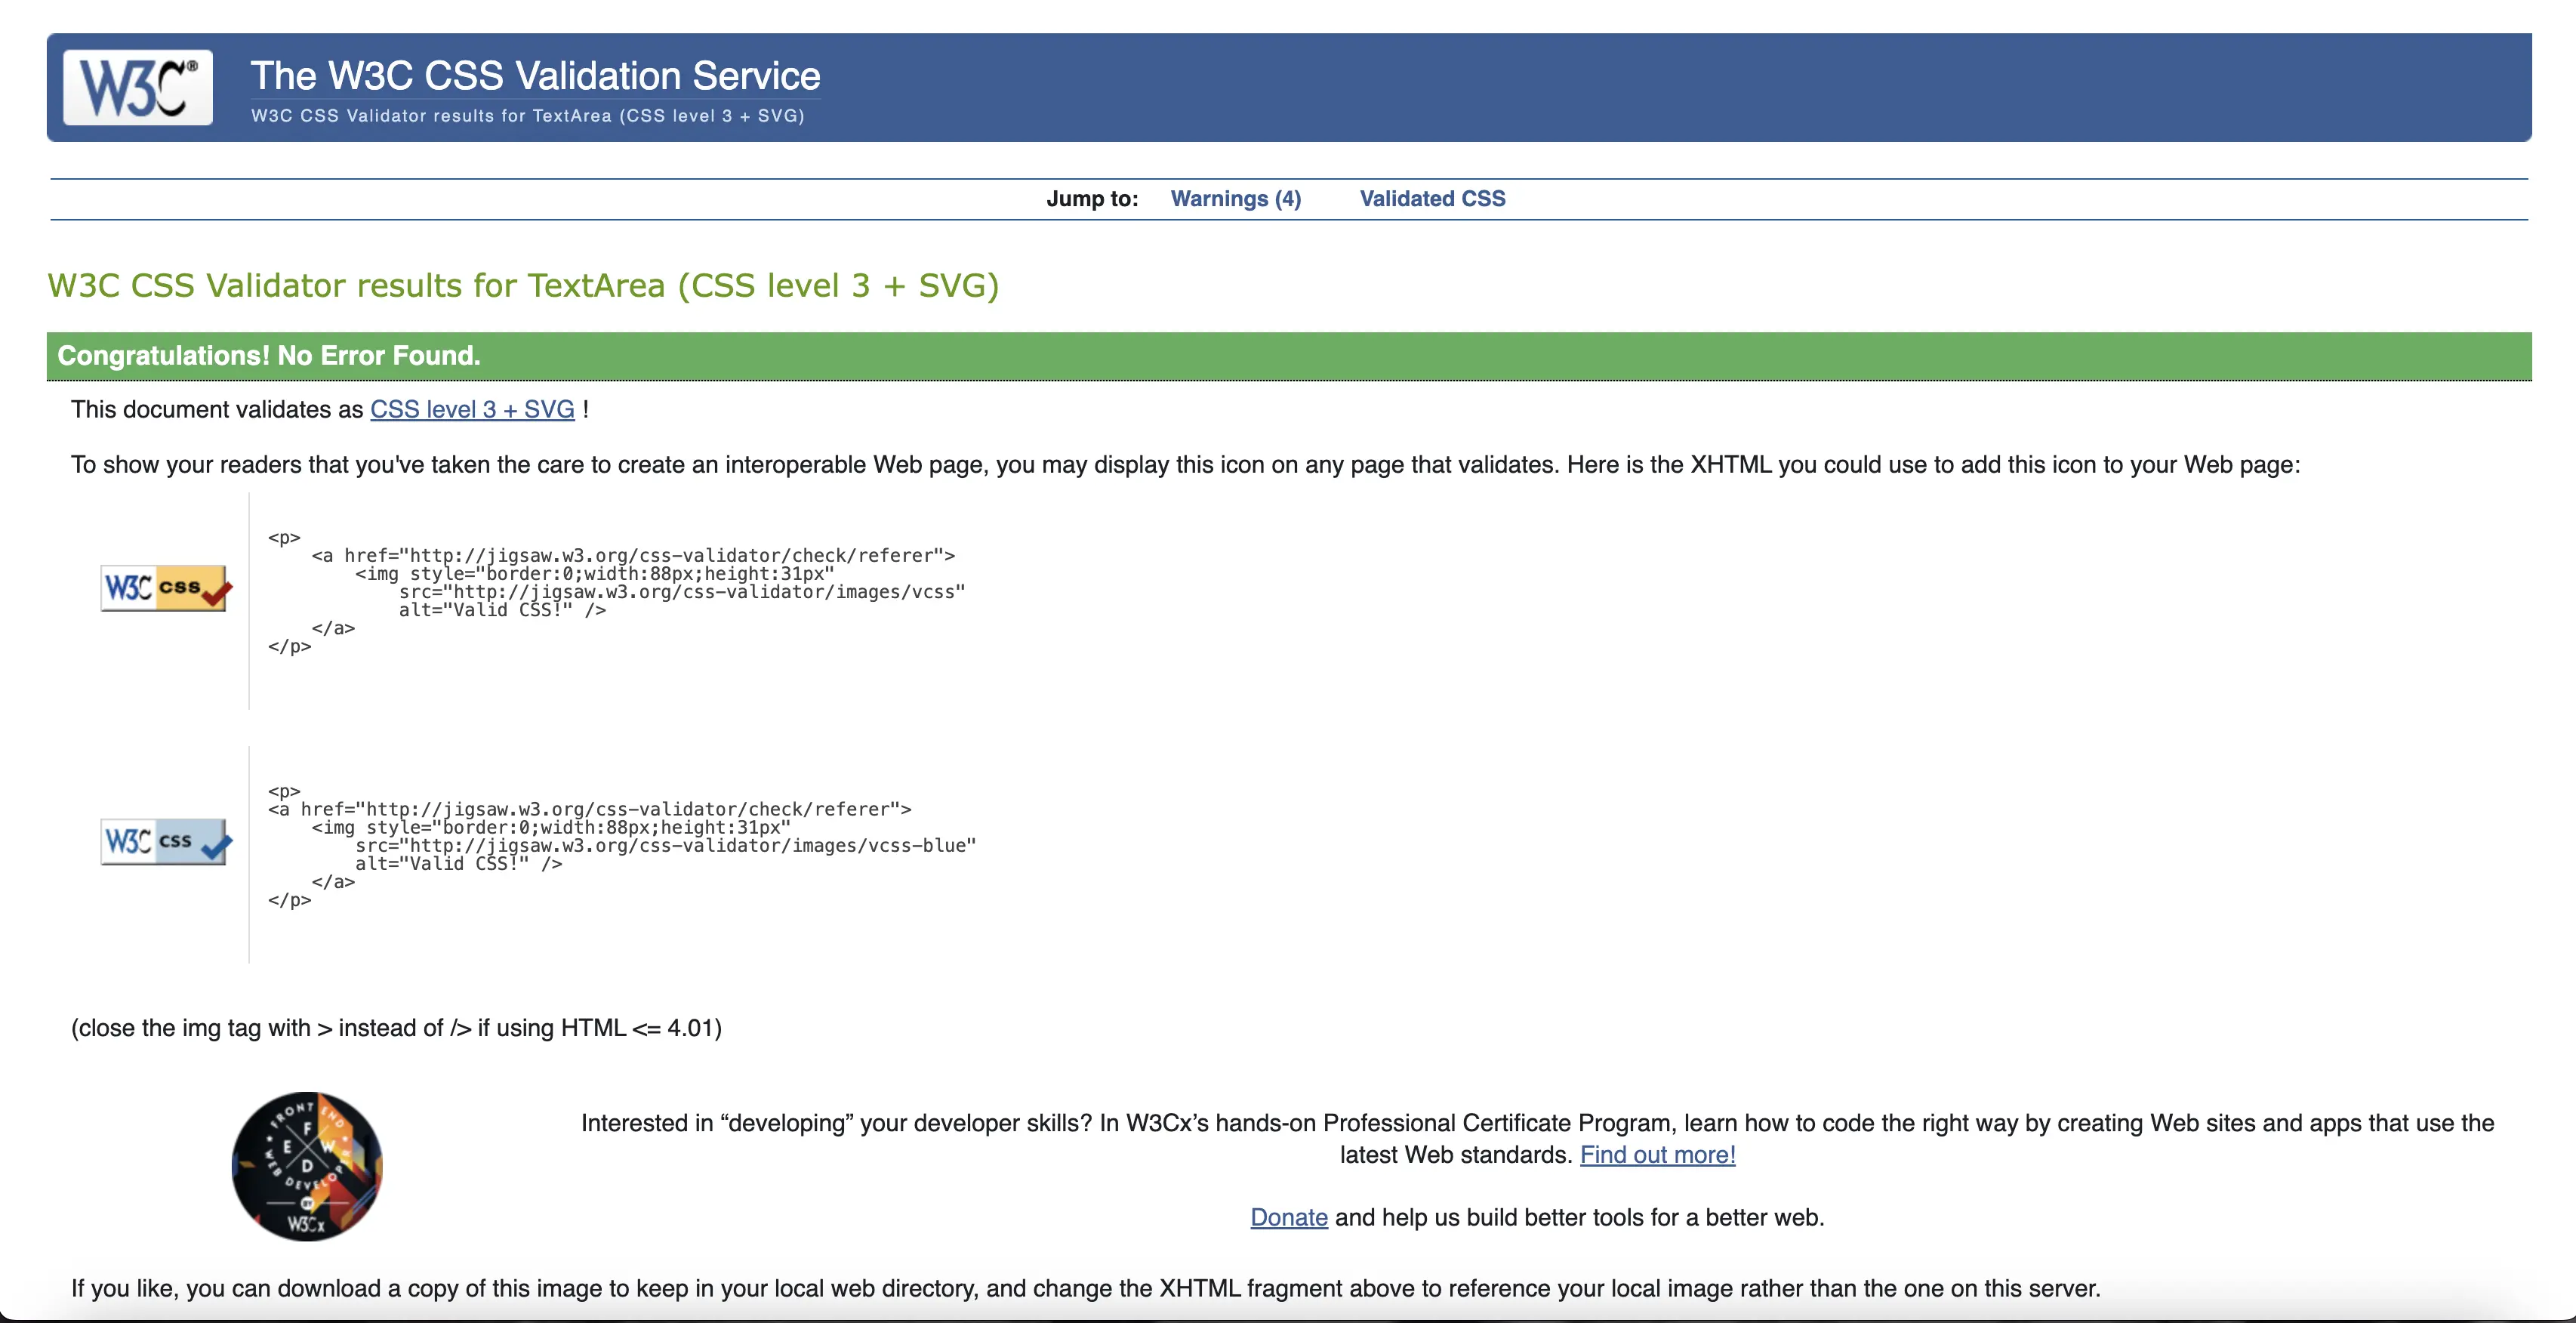 W3C®
The W3C CSS Validation Service
W3C CSS Validator results for TextArea (CSS level 3 + SVG)
Jump to: Warnings (4) Validated CSS
W3C CSS Validator results for TextArea (CSS level 3 + SVG)
Congratulations! No Error Found.
This document validates as CSS level 3 + SVG !
To show your readers that you've taken the care to create an interoperable Web page, you may display this icon on any page that validates. Here is the XHTML you could use to add this icon to your Web page:
W3C css
<p>
<a href="http://jigsaw.w3.org/css-validator/check/referer">
<img style="border:0;width:88px;height:31px"
src="http://jigsaw.w3.org/css-validator/images/vcss"
alt="Valid CSS!" />
</a>
</p>
W3C css
<p>
<a href="http://jigsaw.w3.org/css-validator/check/referer">
<img style="border:0;width:88px;height:31px"
src="http://jigsaw.w3.org/css-validator/images/vcss-blue"
alt="Valid CSS!" />
</a>
</p>
(close the img tag with > instead of /> if using HTML <= 4.01)
FRONT END
WEB DEVELOPER
F
E W
D
W3Cx
Interested in “developing” your developer skills? In W3Cx’s hands-on Professional Certificate Program, learn how to code the right way by creating Web sites and apps that use the
latest Web standards. Find out more!
Donate and help us build better tools for a better web.
If you like, you can download a copy of this image to keep in your local web directory, and change the XHTML fragment above to reference your local image rather than the one on this server.